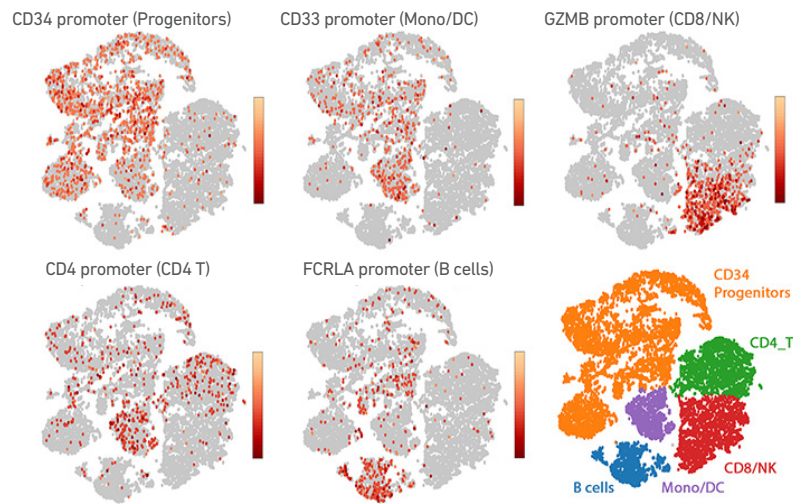 CD34 promoter (Progenitors)
CD33 promoter (Mono/DC)
GZMB promoter (CD8/NK)
CD4 promoter (CD4 T)
FCRLA promoter (B cells)
CD34
Progenitors
CD4_T
CD8/NK
B cells
Mono/DC